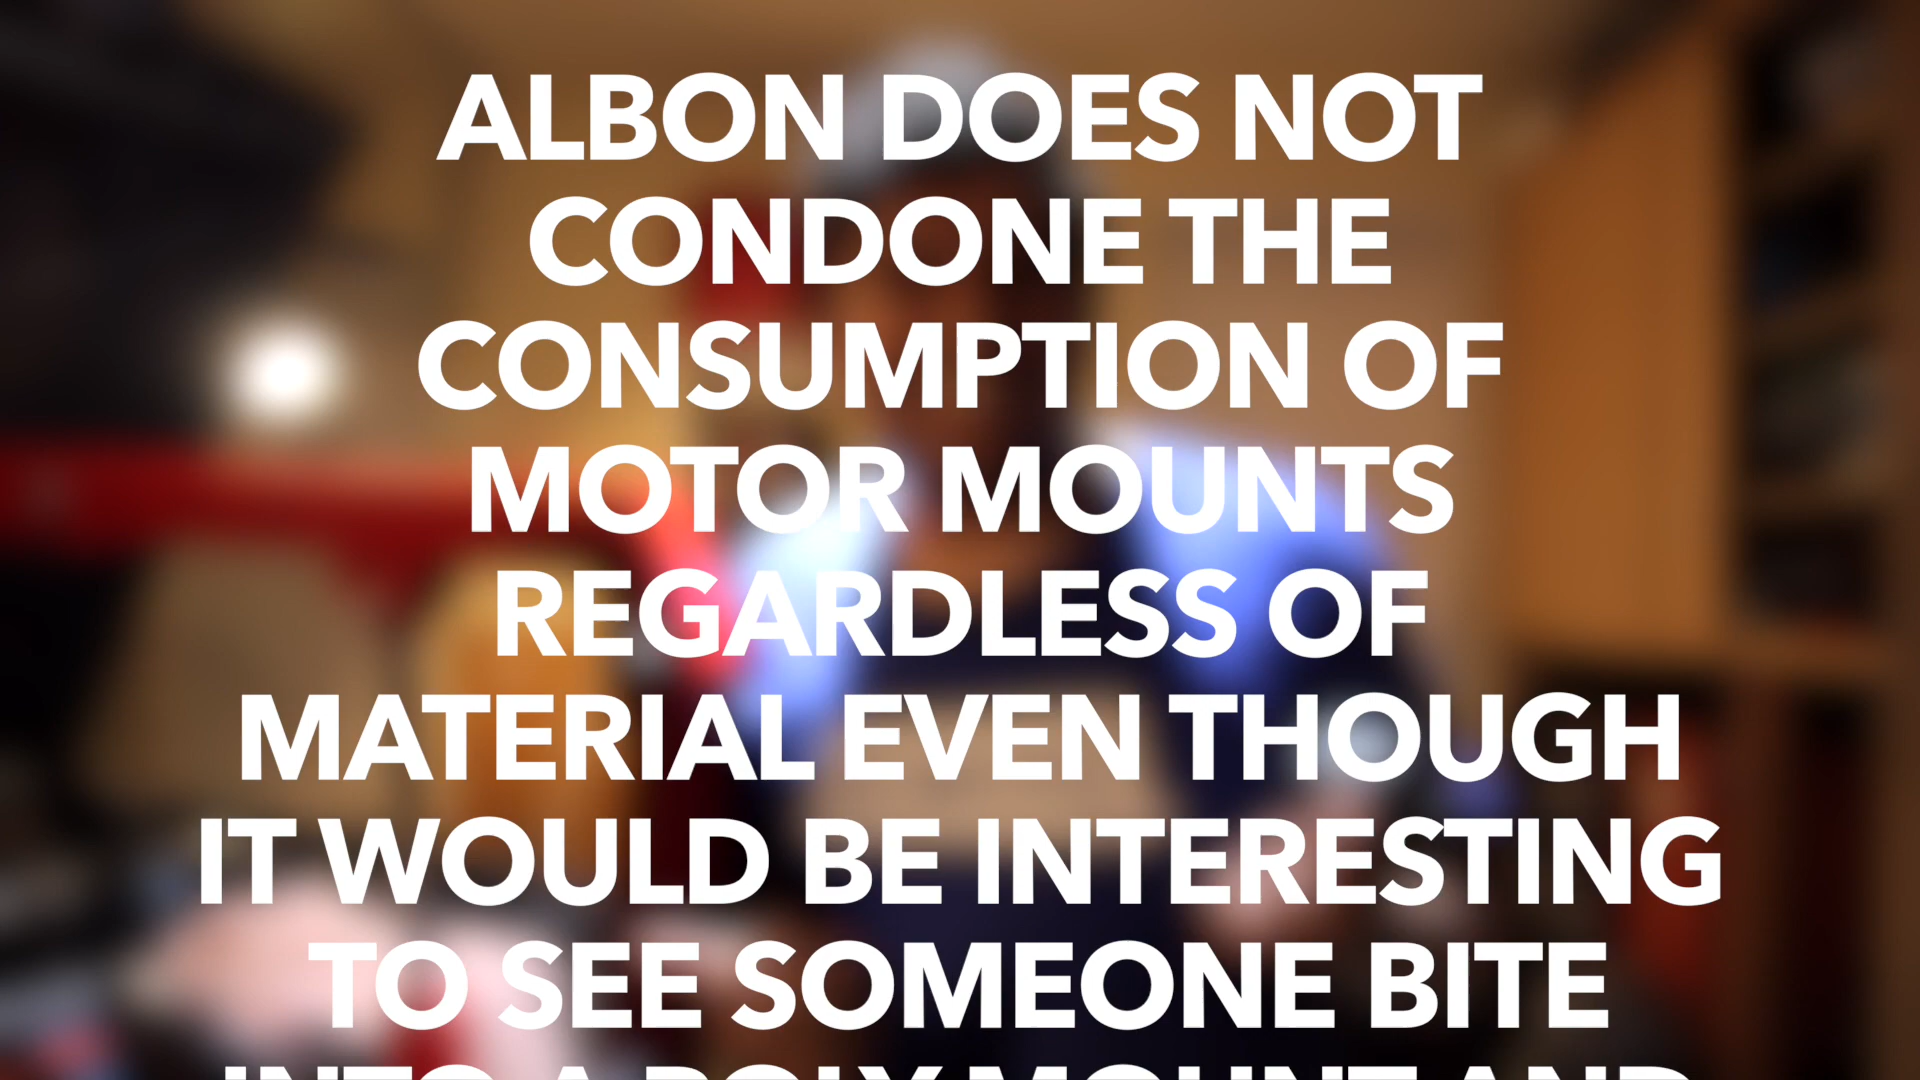 ALBON DOES NOT
CONDONE THE
CONSUMPTION OF
MOTOR MOUNTS
REGARDLESS OF
MATERIAL EVEN THOUGH
IT WOULD BE INTERESTING
TO SEE SOMEONE BITE
INTO A POLY MOUNT AND